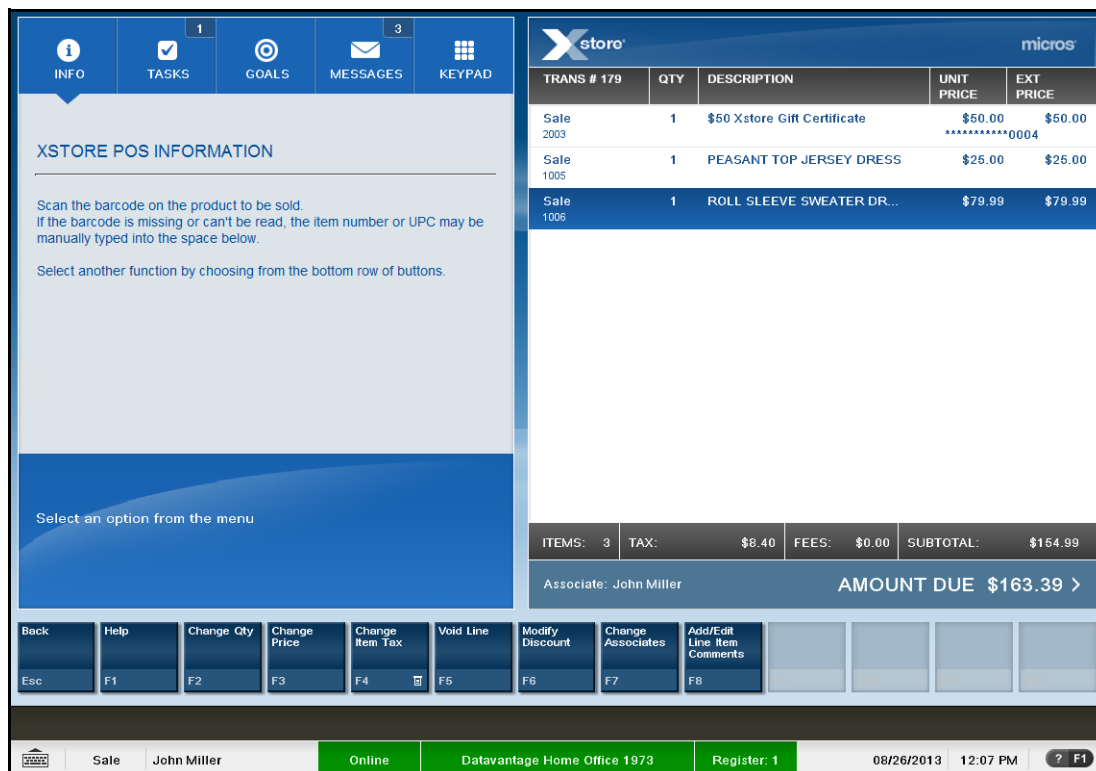 1
3
INFO
TASKS
GOALS
MESSAGES
KEYPAD
XSTORE POS INFORMATION
Scan the barcode on the product to be sold.
If the barcode is missing or can't be read, the item number or UPC may be
manually typed into the space below.
Select another function by choosing from the bottom row of buttons.
Select an option from the menu
Xstore
micros
TRANS # 179 QTY DESCRIPTION UNIT PRICE EXT PRICE
Sale 1 $50 Xstore Gift Certificate $50.00 $50.00
2003 ***********0004
Sale 1 PEASANT TOP JERSEY DRESS $25.00 $25.00
1005
Sale 1 ROLL SLEEVE SWEATER DR... $79.99 $79.99
1006
ITEMS: 3 TAX: $8.40 FEES: $0.00 SUBTOTAL: $154.99
Associate: John Miller AMOUNT DUE $163.39 >
Back
Esc
Help
F1
Change Qty
F2
Change
Price
F3
Change
Item Tax
F4
Void Line
F5
Modify
Discount
F6
Change
Associates
F7
Add/Edit
Line Item
Comments
F8
Sale John Miller Online Datavantage Home Office 1973 Register: 1 08/26/2013 12:07 PM ? F1